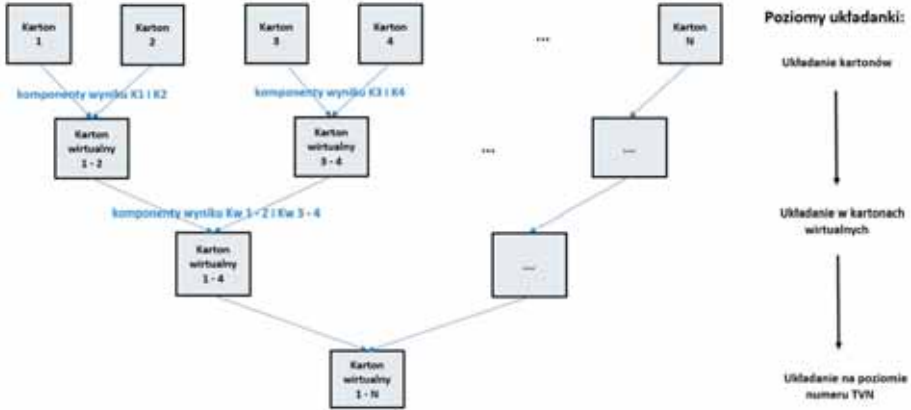 Karton
1
Karton
2
Karton
3
Karton
4
...
Karton
N
Poziomy układanki:
Układanie kartonów
komponenty wyniku K1 i K2
komponenty wyniku K3 i K4
Karton
wirtualny
1 - 2
Karton
wirtualny
3 - 4
...
...
komponenty wyniku Kw 1 - 2 i Kw 3 - 4
Układanie w kartonach
wirtualnych
Karton
wirtualny
1 - 4
...
Karton
wirtualny
1 - N
Układanie na poziomie
numeru TVN